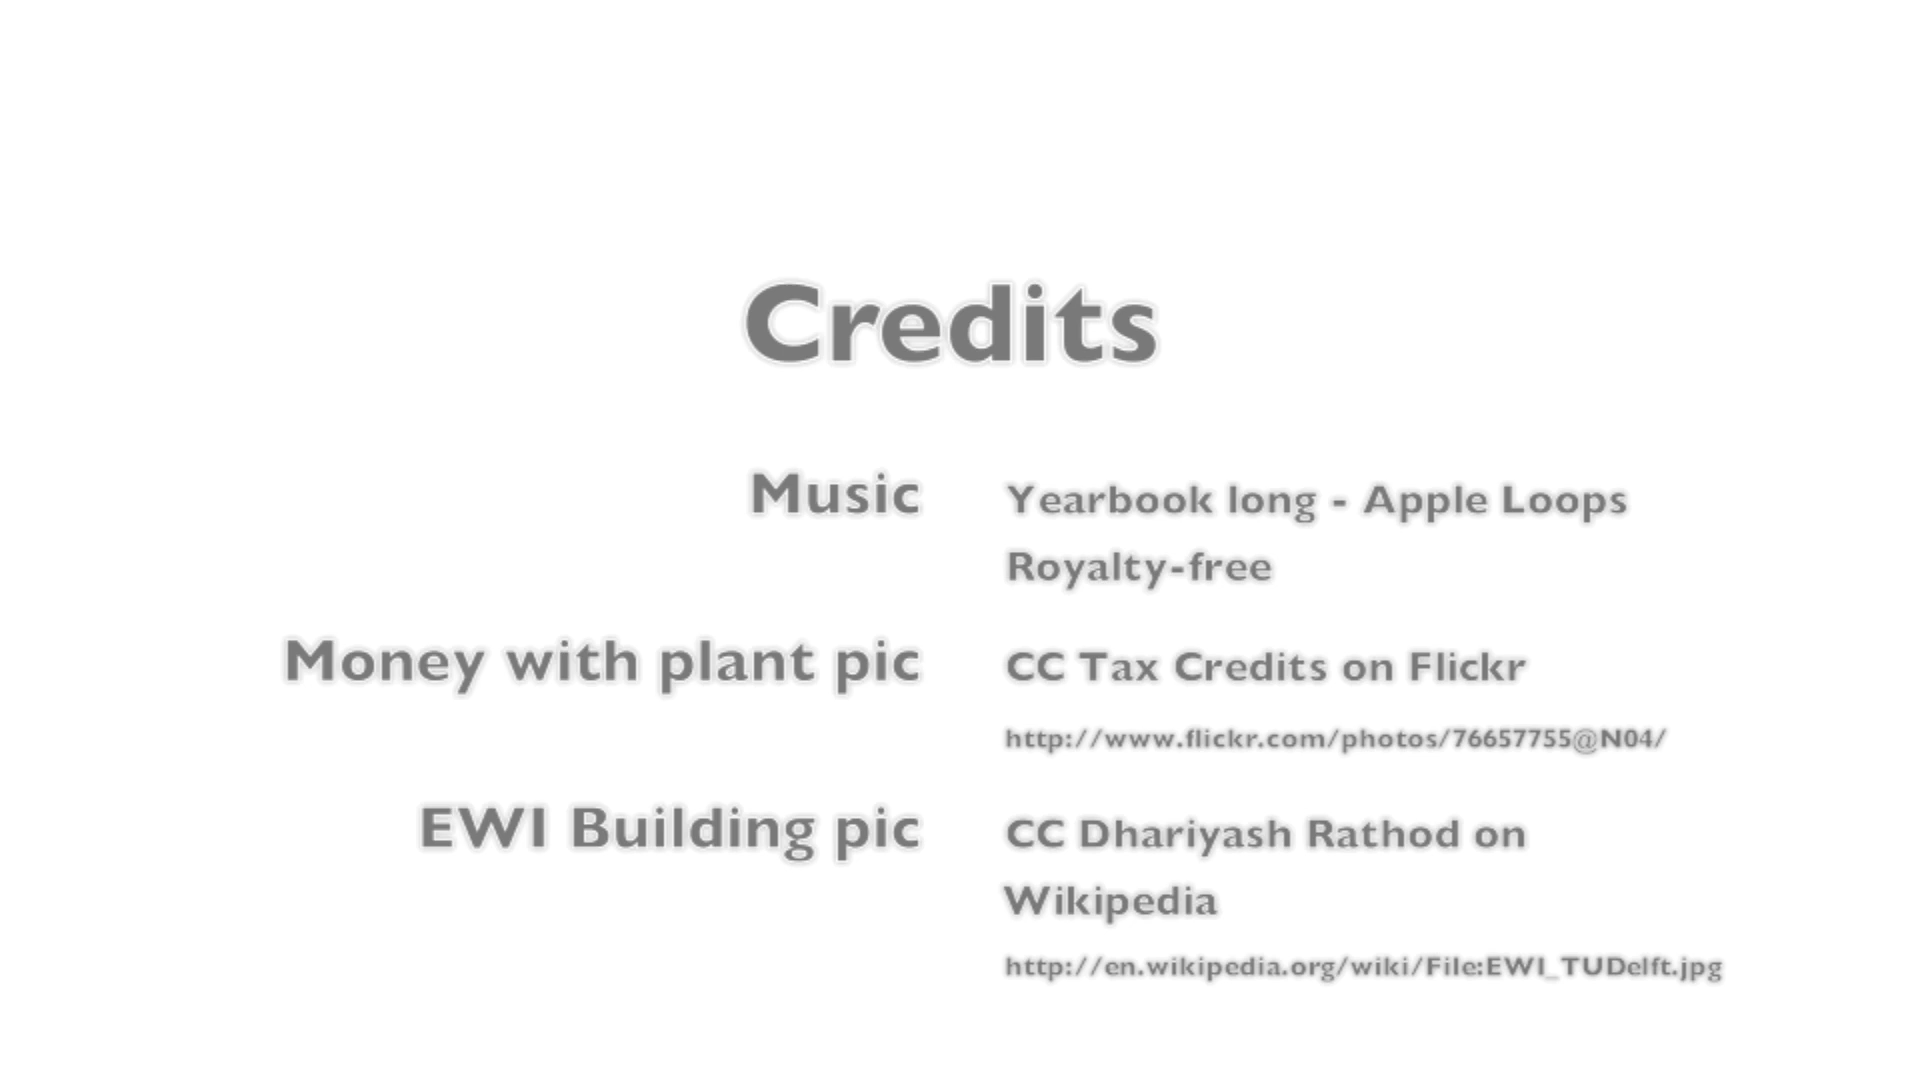 Credits
Music Yearbook long - Apple Loops
Royalty-free
Money with plant pic CC Tax Credits on Flickr
http://www.flickr.com/photos/76657755@N04/
EWI Building pic CC Dhariyash Rathod on
Wikipedia
http://en.wikipedia.org/wiki/File:EWI_TUDelft.jpg